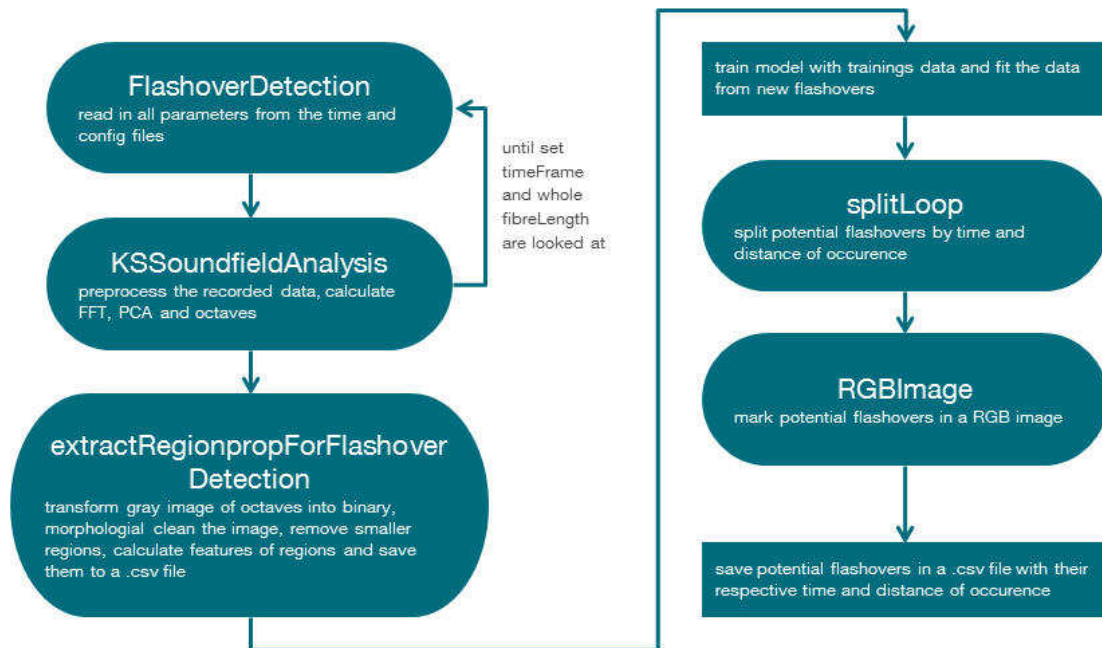 FlashoverDetection
read in all parameters from the time and
config files
until set
timeFrame
and whole
fibreLength
are looked at
KSSoundfieldAnalysis
preprocess the recorded data, calculate
FFT, PCA and octaves
extractRegionpropForFlashover
Detection
transform gray image of octaves into binary,
morphologial clean the image, remove smaller
regions, calculate features of regions and save
them to a .csv file
train model with trainings data and fit the data
from new flashovers
splitLoop
split potential flashovers by time and
distance of occurence
RGBImage
mark potential flashovers in a RGB image
save potential flashovers in a .csv file with their
respective time and distance of occurence